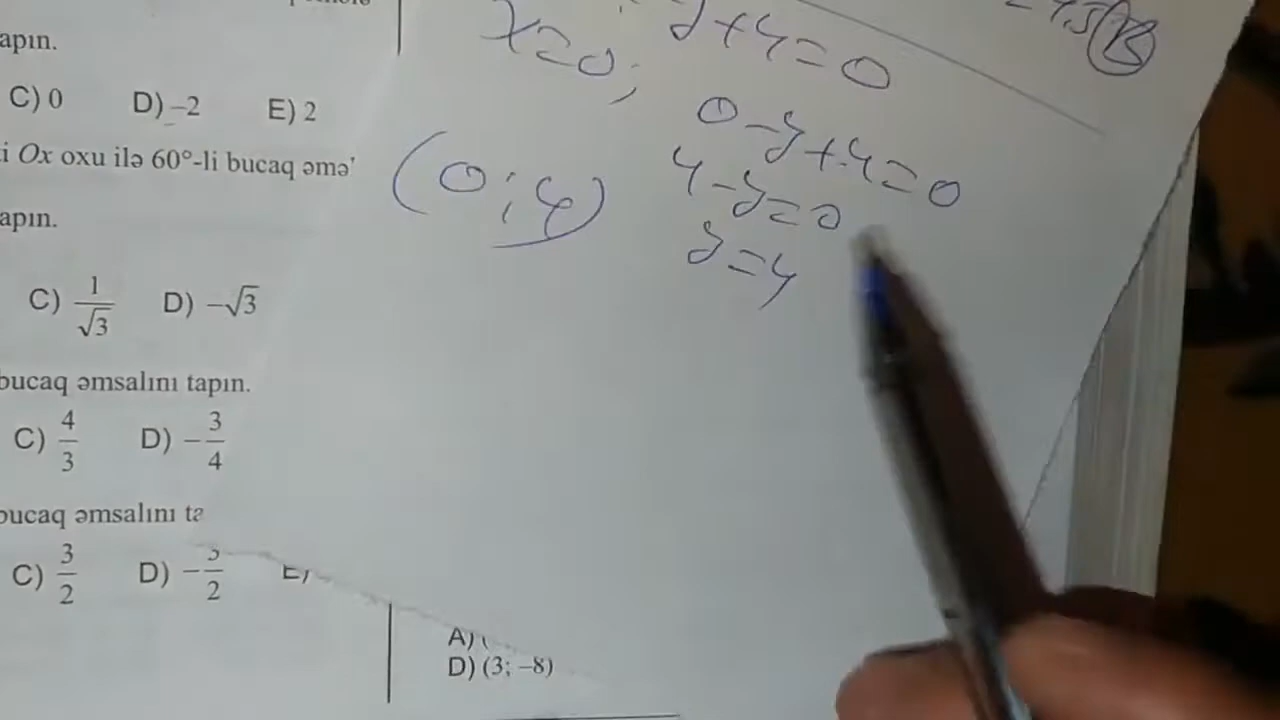 apın.
C) 0 D) –2 E) 2
i Ox oxu ilə 60°-li bucaq əmə
apın.
C) 1/√3 D) –√3
bucaq əmsalını tapın.
C) 4/3 D) –3/4
bucaq əmsalını ta
C) 3/2 D) –3/2 E)
A) (
D) (3; –8)
x=0; y+4=0
0-y+4=0
4-y=0
y=4
(0;4)